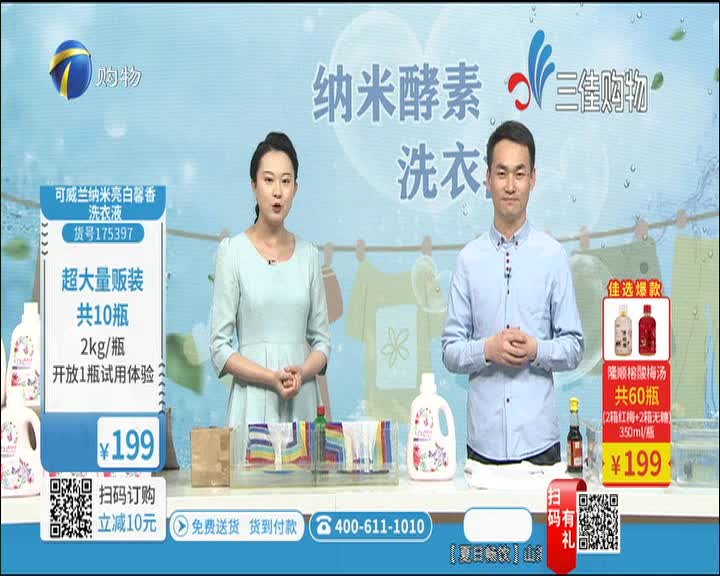 购物
纳米酵素
洗衣
三佳购物
可威兰纳米亮白馨香
洗衣液
货号175397
超大量贩装
共10瓶
2kg/瓶
开放1瓶试用体验
¥199
扫码订购
立减10元
免费送货 货到付款
400-611-1010
佳选爆款
隆顺榕酸梅汤
共60瓶
(2箱红梅+2箱无糖)
350ml/瓶
¥199
扫码
有礼
【夏日畅饮】山